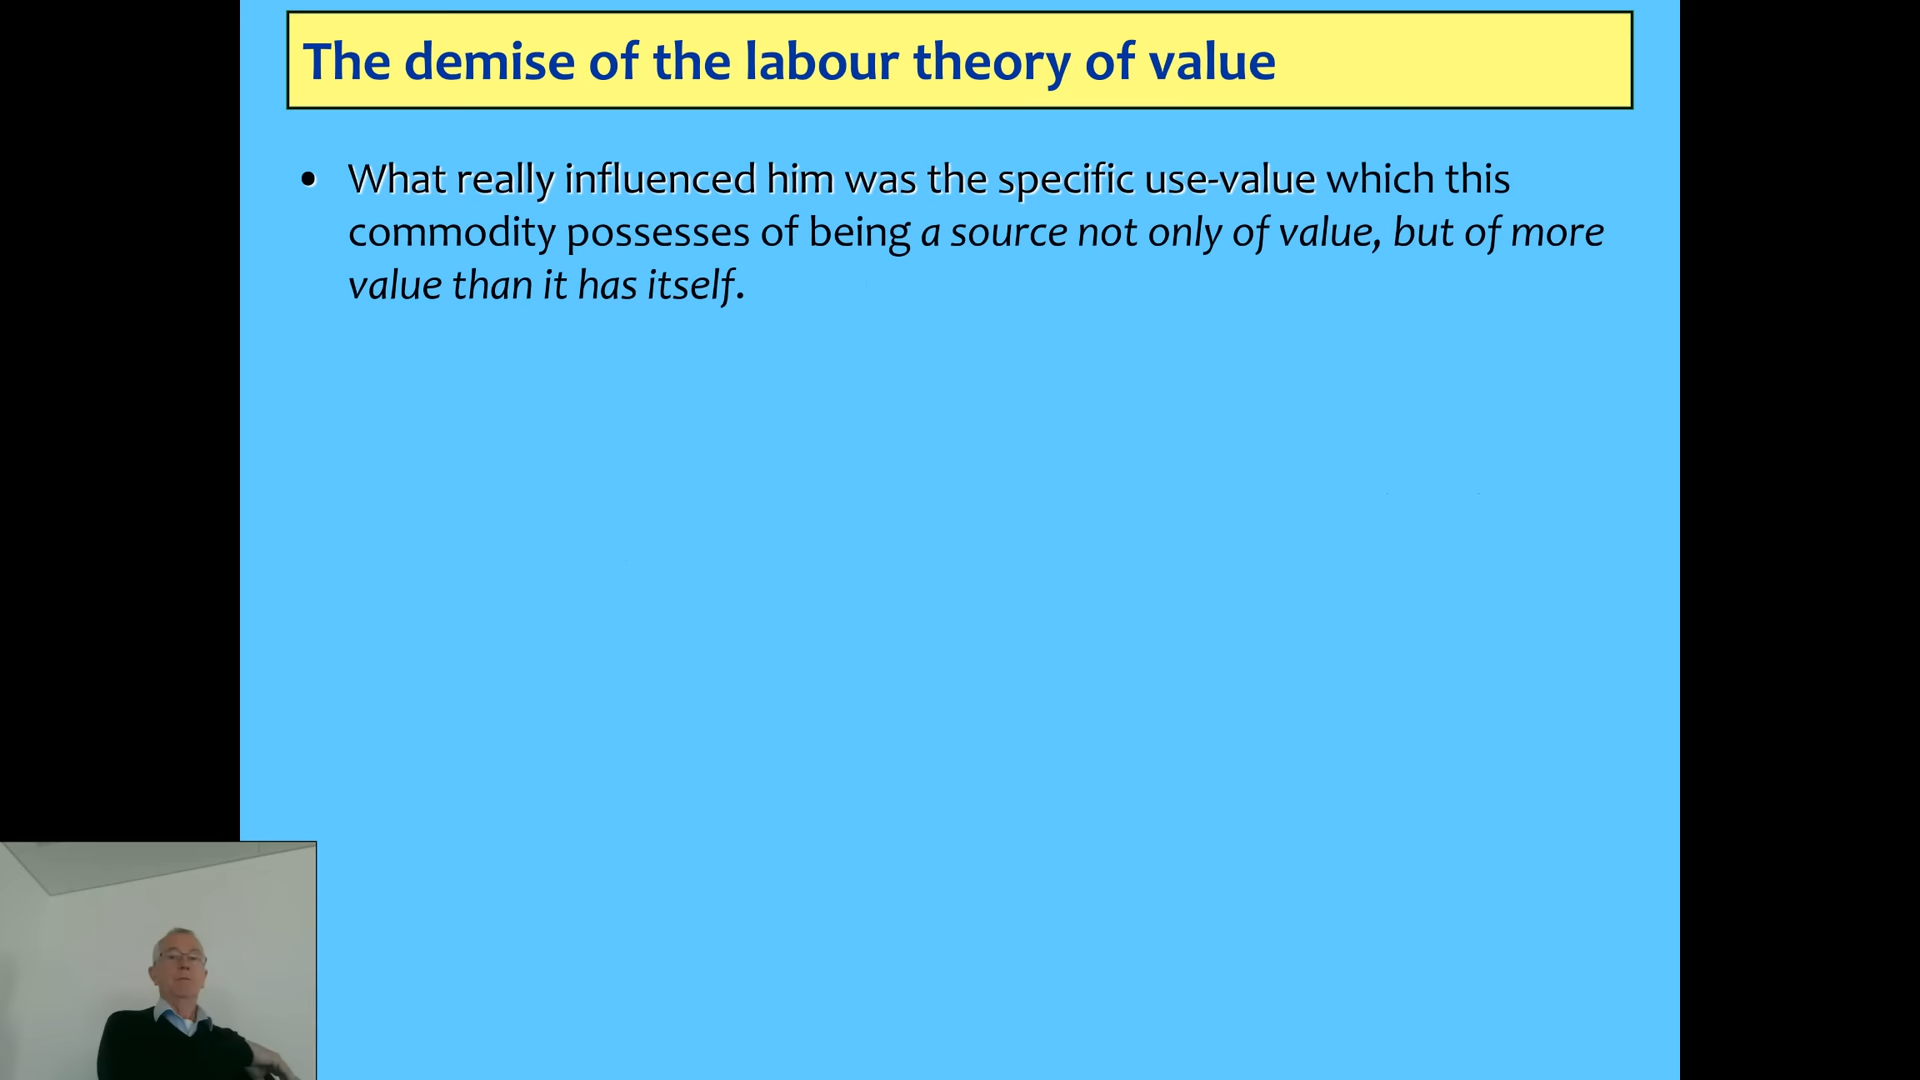 The demise of the labour theory of value
• What really influenced him was the specific use-value which this
commodity possesses of being a source not only of value, but of more
value than it has itself.